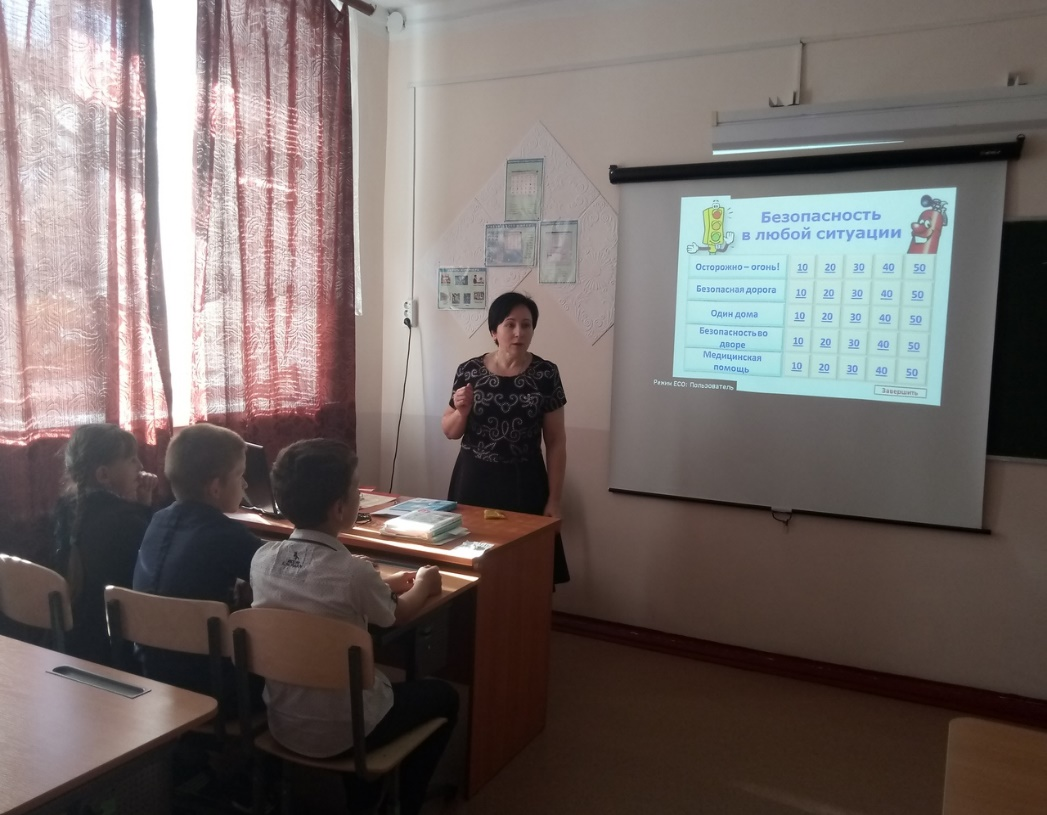 Безопасность
в любой ситуации
Осторожно – огонь! 10 20 30 40 50
Безопасная дорога 10 20 30 40 50
Один дома 10 20 30 40 50
Безопасность во
дворе 10 20 30 40 50
Медицинская
помощь 10 20 30 40 50
Режим ECO: Пользователь
Завершить